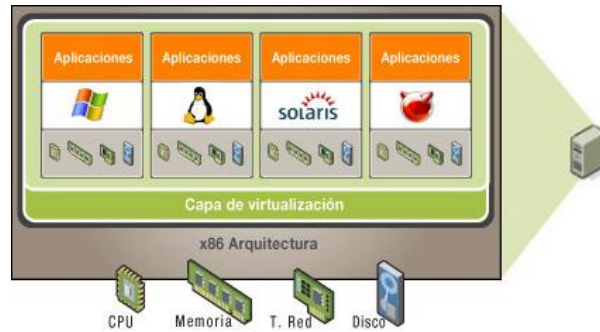 Aplicaciones Aplicaciones Aplicaciones Aplicaciones
solaris
Capa de virtualización
x86 Arquitectura
CPU Memoria T. Red Disco